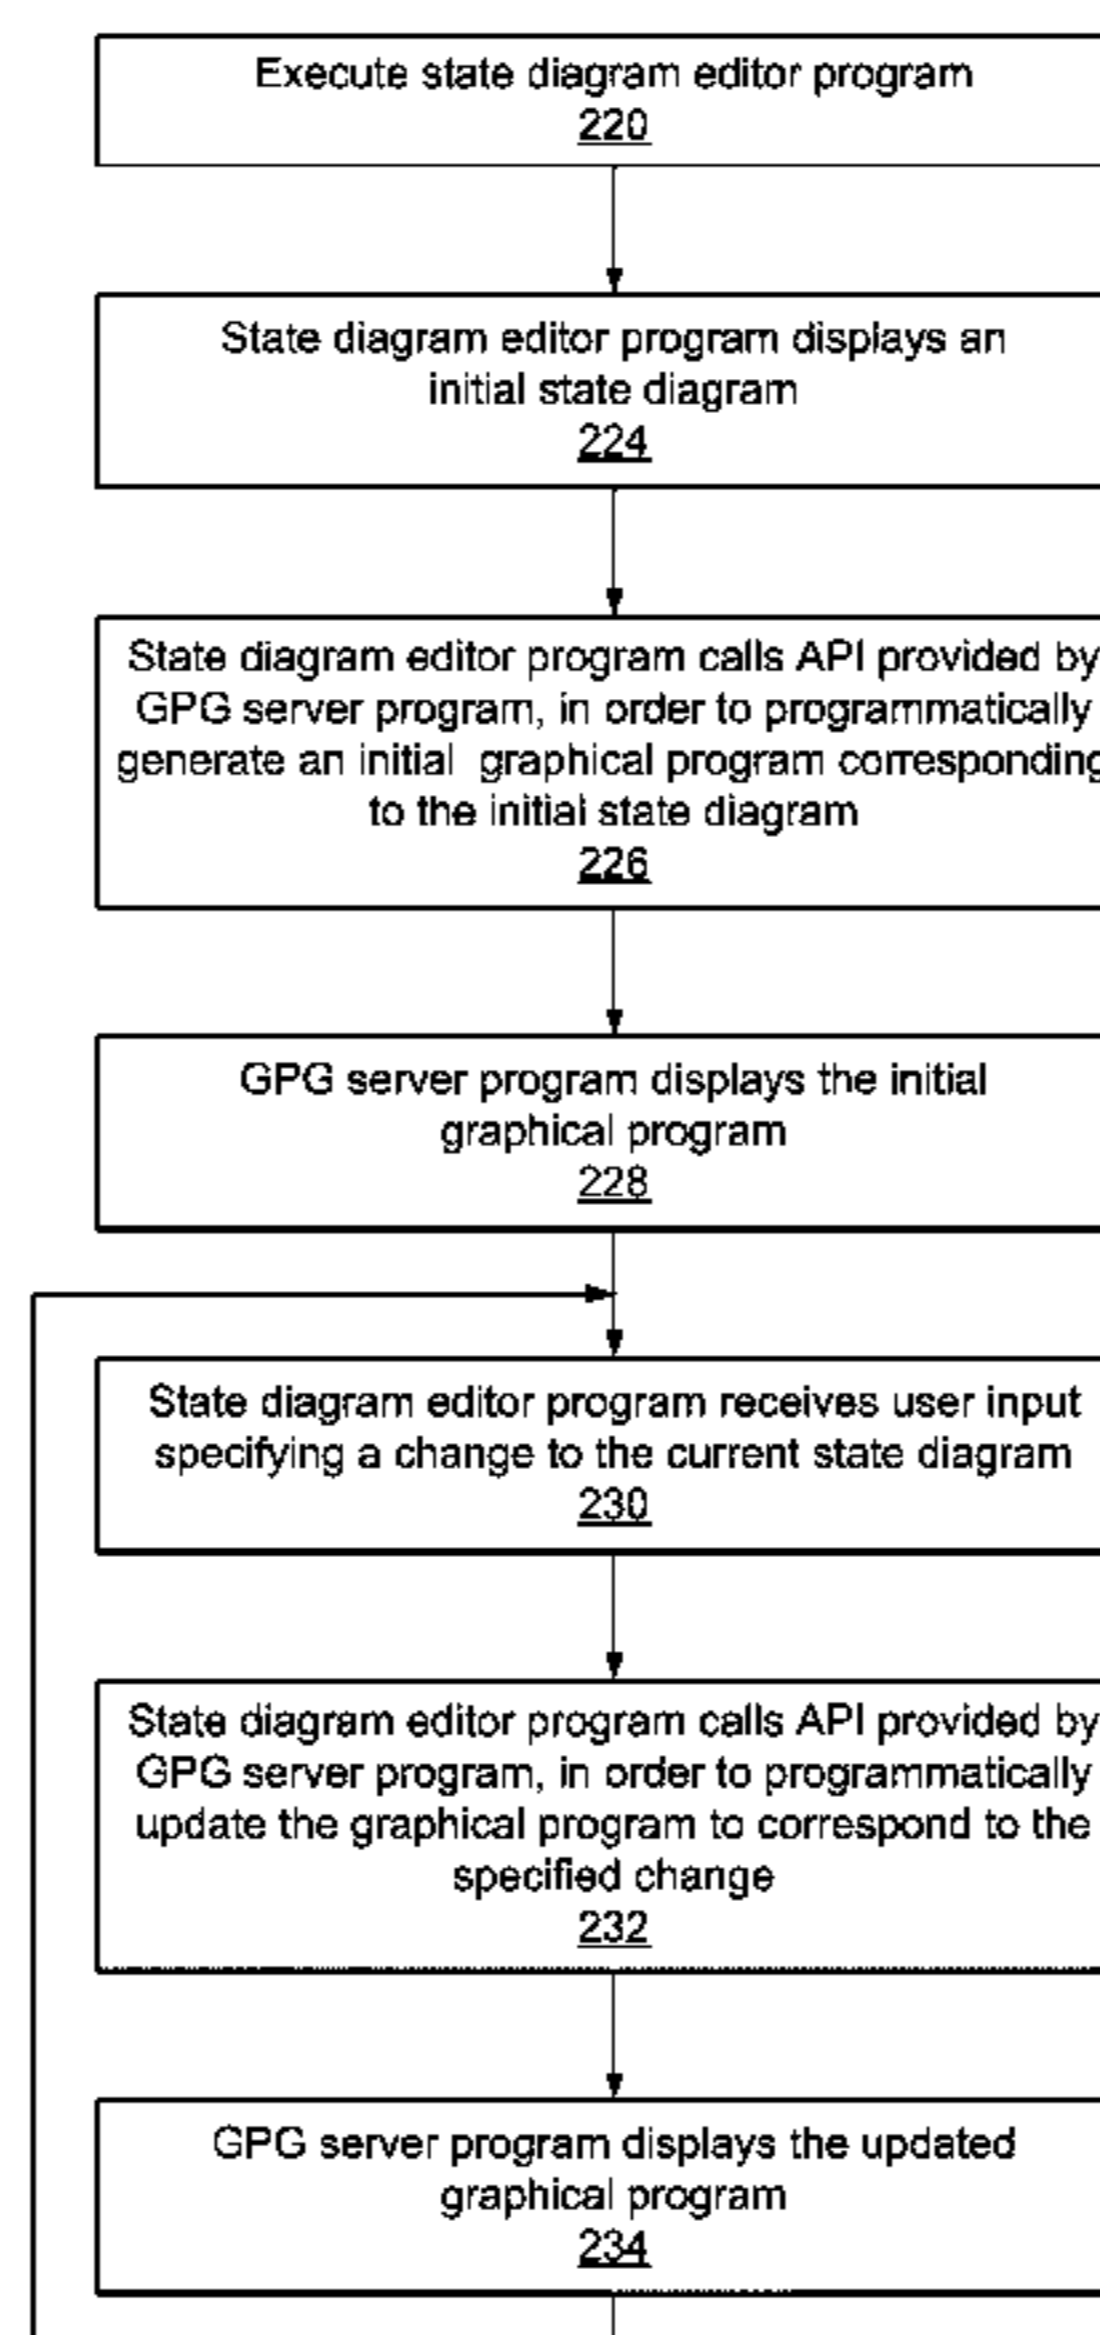 Execute state diagram editor program
220
State diagram editor program displays an
initial state diagram
224
State diagram editor program calls API provided by
GPG server program, in order to programmatically
generate an initial graphical program corresponding
to the initial state diagram
226
GPG server program displays the initial
graphical program
228
State diagram editor program receives user input
specifying a change to the current state diagram
230
State diagram editor program calls API provided by
GPG server program, in order to programmatically
update the graphical program to correspond to the
specified change
232
GPG server program displays the updated
graphical program
234